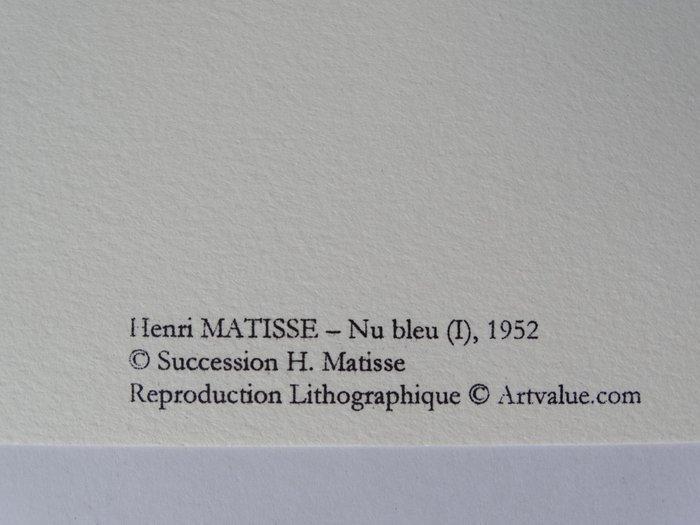 Henri MATISSE – Nu bleu (I), 1952
© Succession H. Matisse
Reproduction Lithographique © Artvalue.com